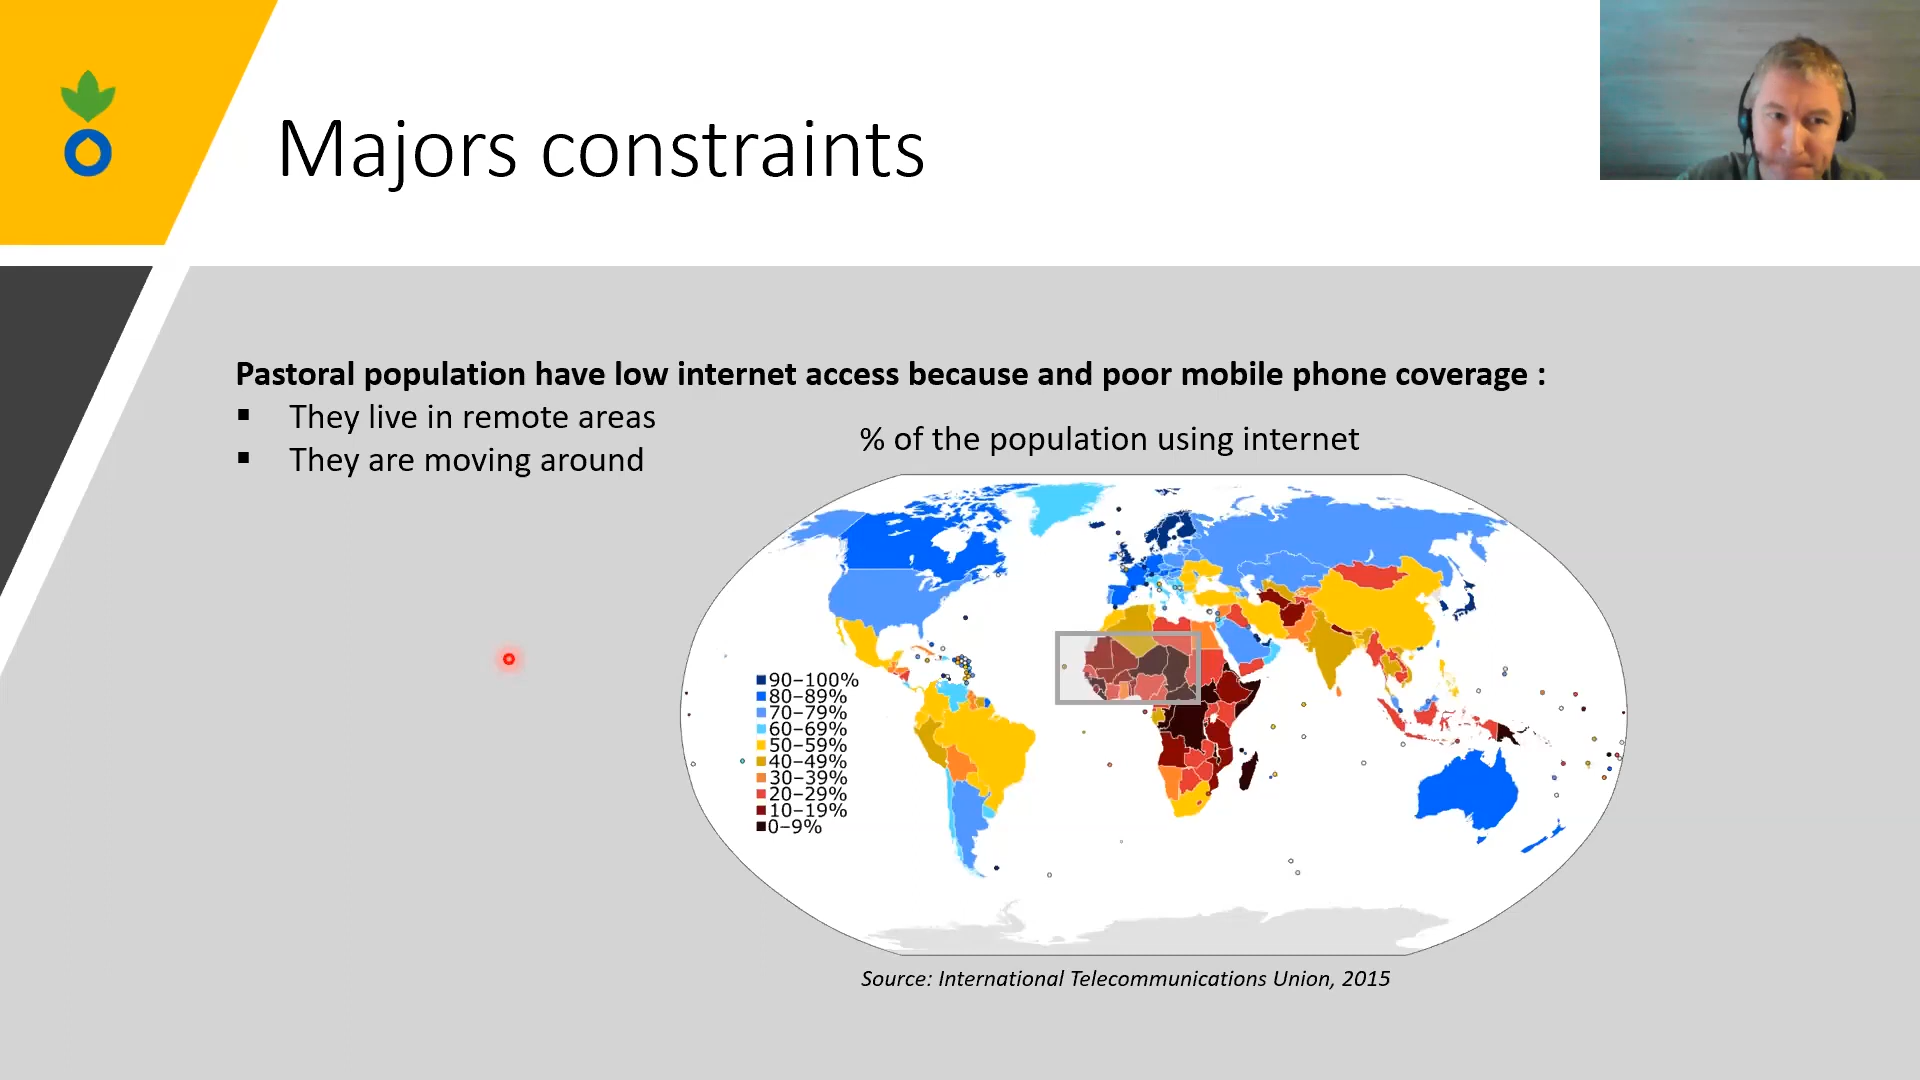 Majors constraints
Pastoral population have low internet access because and poor mobile phone coverage :
▪ They live in remote areas
▪ They are moving around
% of the population using internet
90–100%
80–89%
70–79%
60–69%
50–59%
40–49%
30–39%
20–29%
10–19%
0–9%
Source: International Telecommunications Union, 2015